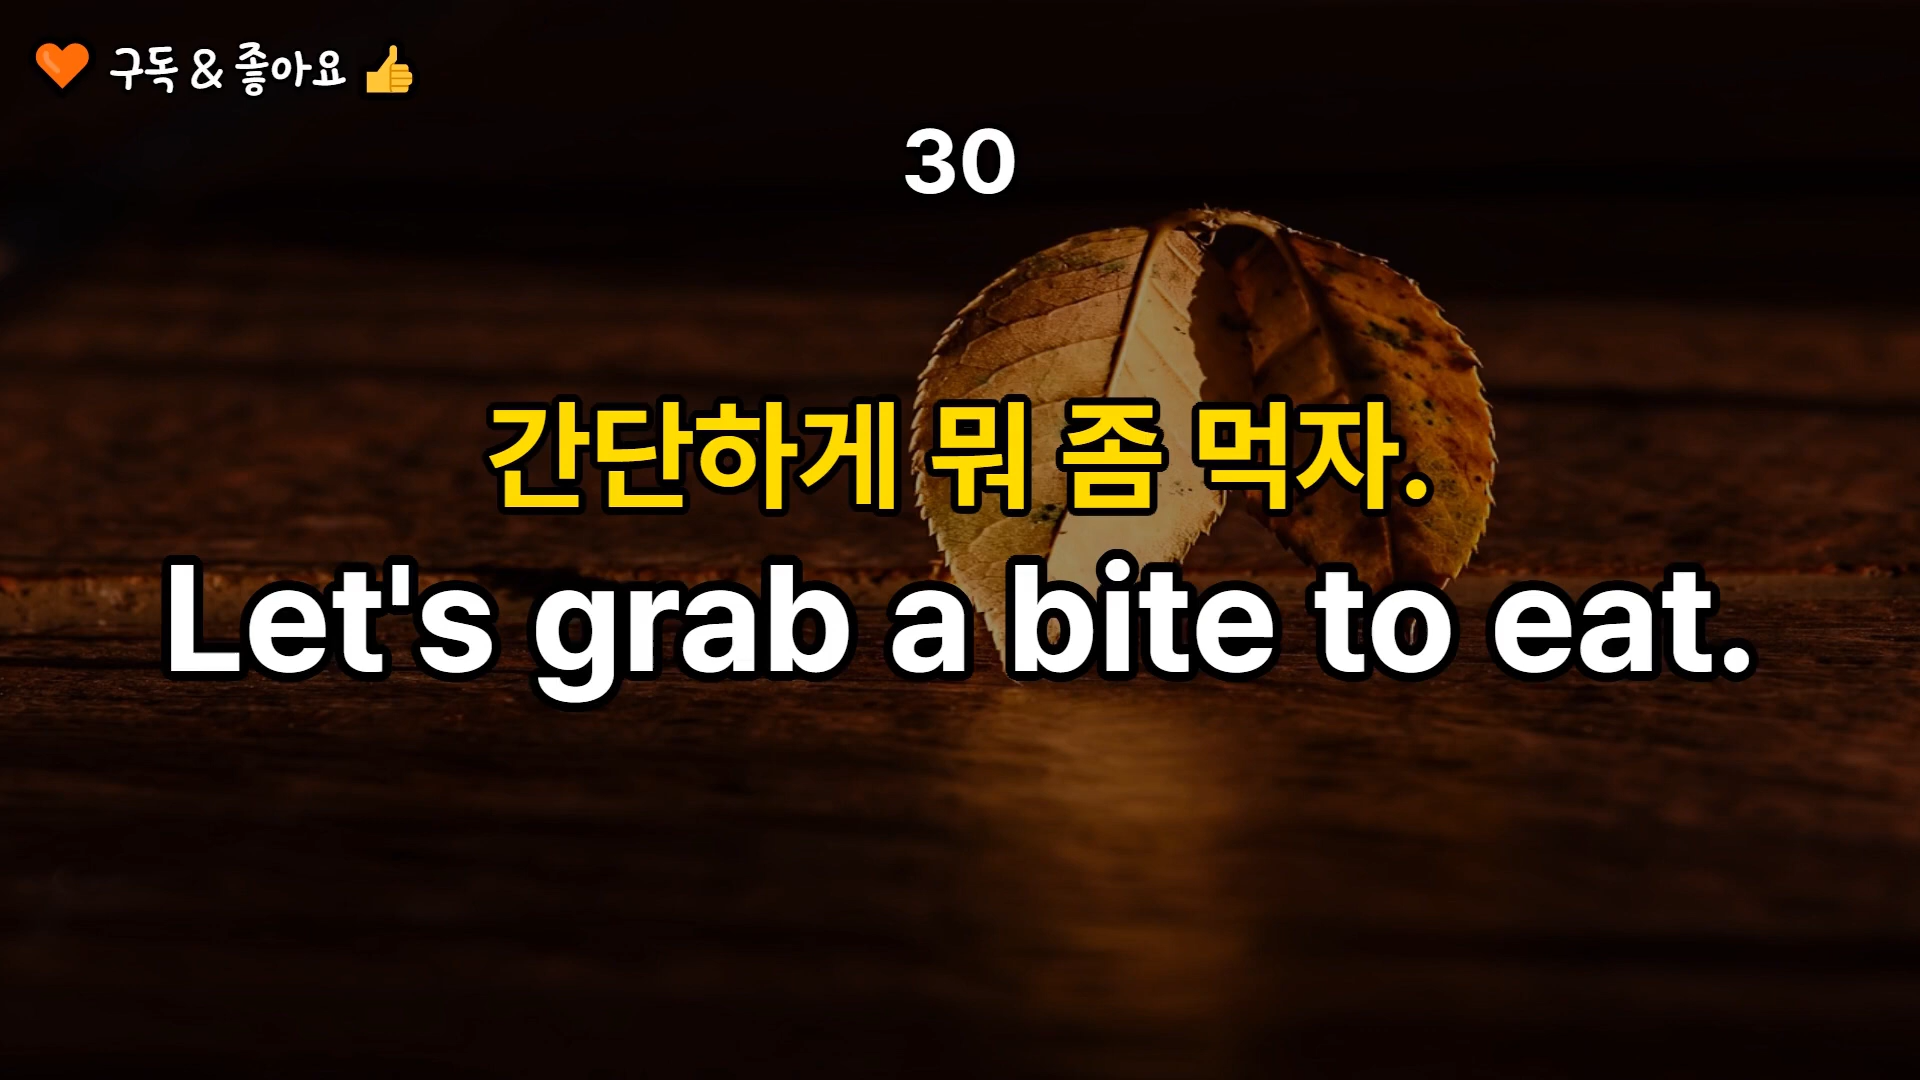 🧡 구독 & 좋아요 👍
30
간단하게 뭐 좀 먹자.
Let's grab a bite to eat.